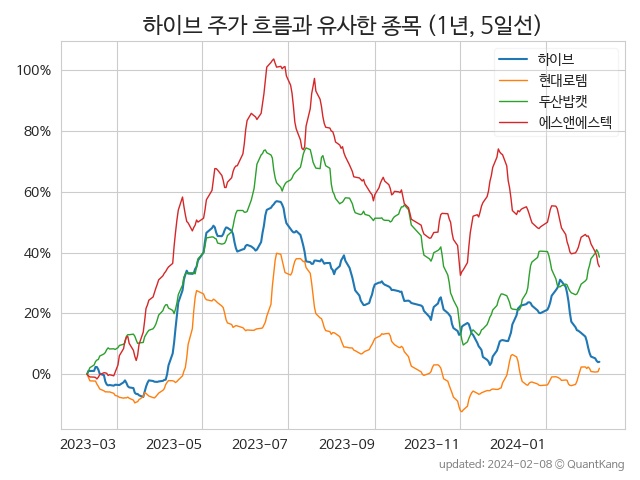 하이브 주가 흐름과 유사한 종목 (1년, 5일선)
하이브
현대로템
두산밥캣
에스앤에스텍
100%
80%
60%
40%
20%
0%
2023-03 2023-05 2023-07 2023-09 2023-11 2024-01
updated: 2024-02-08 © QuantKang